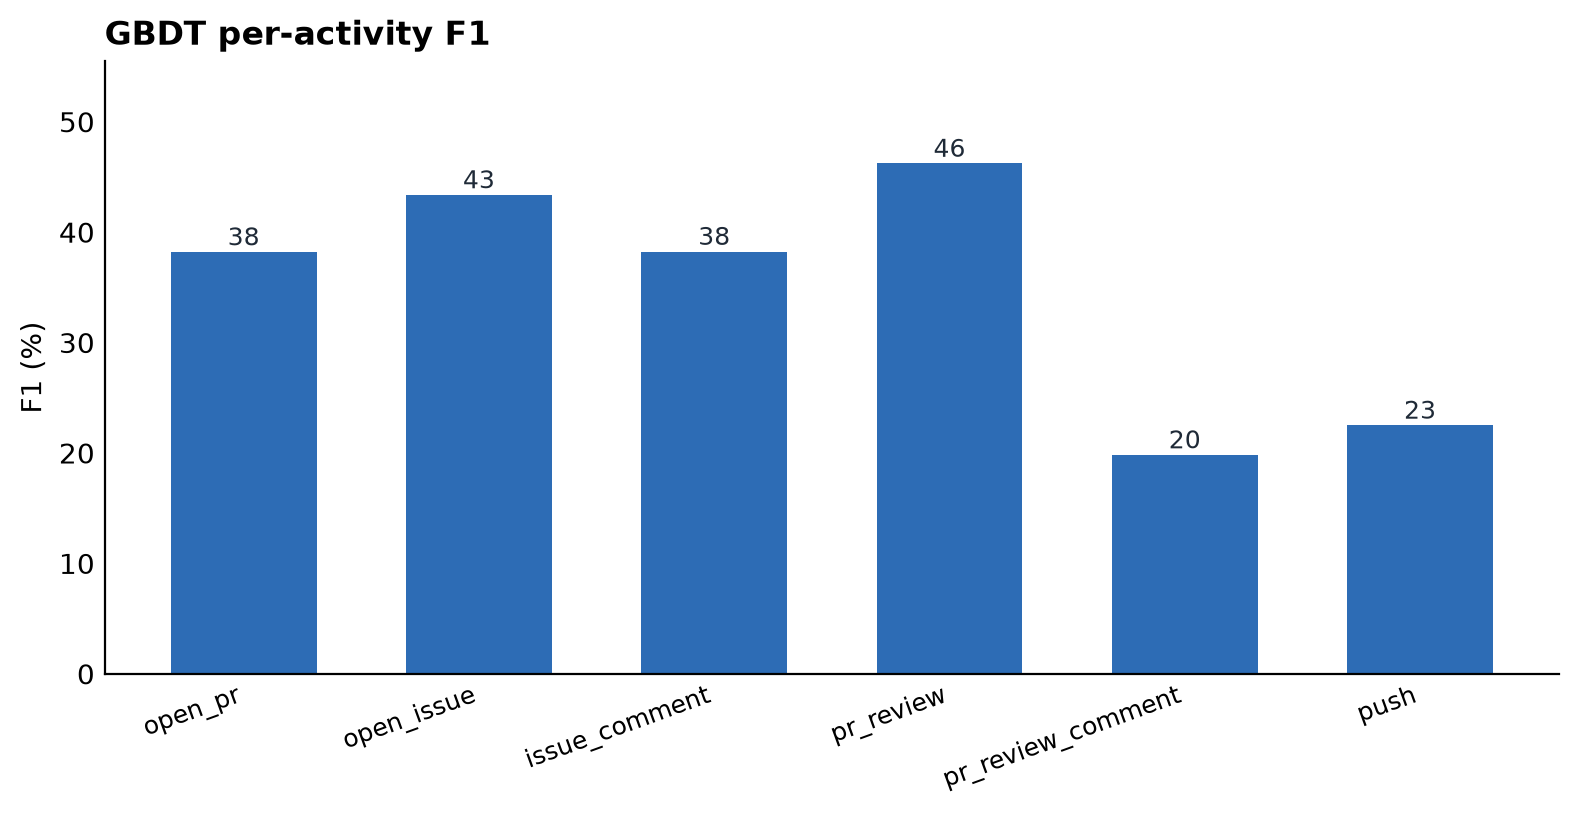 GBDT per-activity F1
F1 (%)
50
40
30
20
10
0
38
43
38
46
20
23
open_pr
open_issue
issue_comment
pr_review
pr_review_comment
push